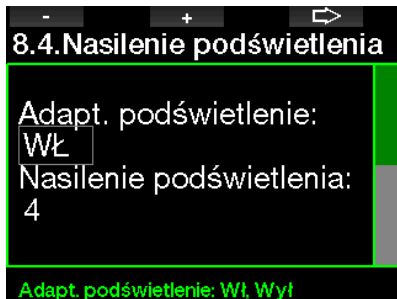 - +
8.4.Nasilenie podświetlenia
Adapt. podświetlenie:
WŁ
Nasilenie podświetlenia:
4
Adapt. podświetlenie: Wł, Wył